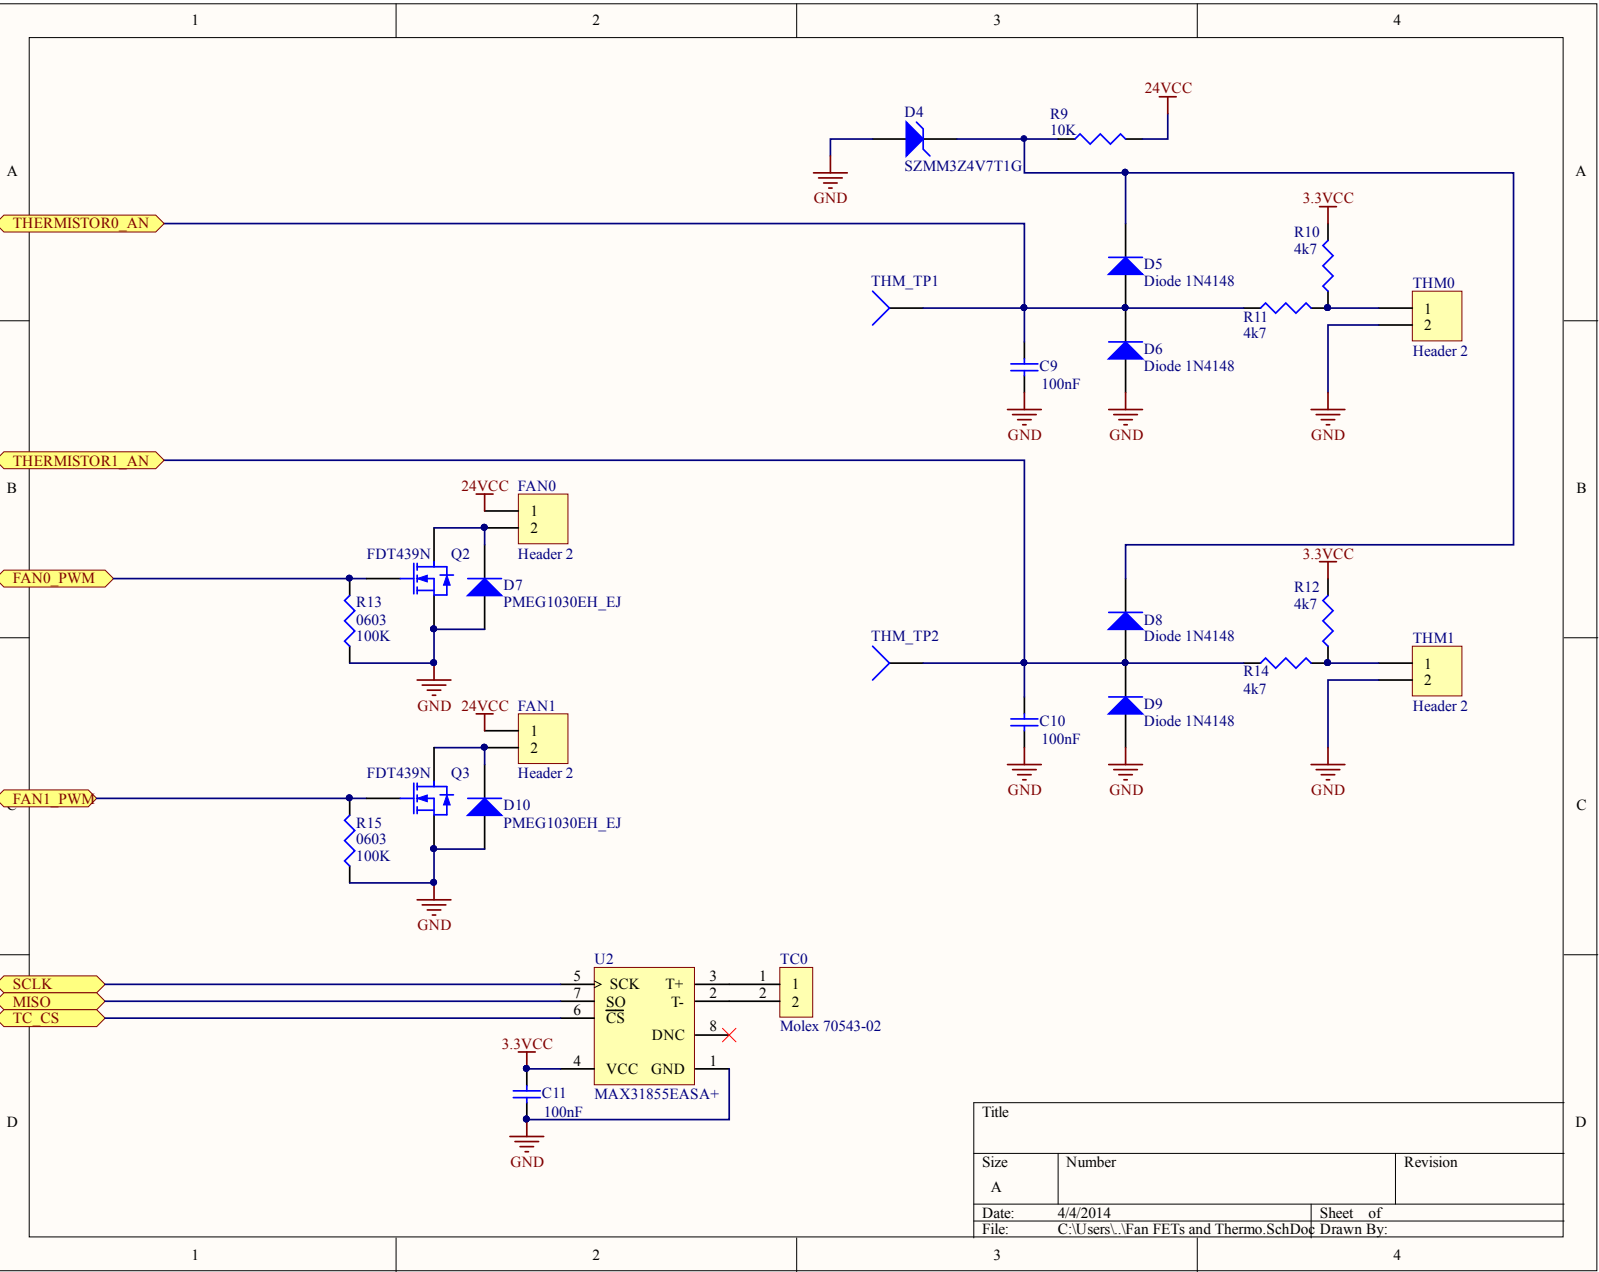 1 2 3 4
24VCC
D4
R9
10K
SZMM3Z4V7T1G
A A
GND
3.3VCC
THERMISTOR0_AN
R10
4k7
D5
Diode 1N4148
THM_TP1
THM0
1
R11
4k7
2
D6
Diode 1N4148
Header 2
C9
100nF
GND GND GND
THERMISTOR1_AN
B B
24VCC FAN0
1
2
FDT439N Q2
Header 2
3.3VCC
FAN0_PWM
D7
PMEG1030EH_EJ
R13
0603
100K
R12
4k7
D8
Diode 1N4148
THM_TP2
THM1
1
R14
4k7
2
D9
Diode 1N4148
Header 2
GND 24VCC FAN1
C10
100nF
1
2
FDT439N Q3
Header 2
GND GND GND
FAN1_PWM
C C
D10
PMEG1030EH_EJ
R15
0603
100K
GND
U2 TC0
SCLK 5 SCK T+ 3 1 1
MISO 7 SO T- 2 2 2
TC_CS 6 CS
DNC 8
Molex 70543-02
3.3VCC
4 VCC GND 1
C11
100nF
MAX31855EASA+
GND
D D
Title
Size Number Revision
A
Date: 4/4/2014 Sheet of
File: C:\Users\..\Fan FETs and Thermo.SchDoc Drawn By:
1 2 3 4